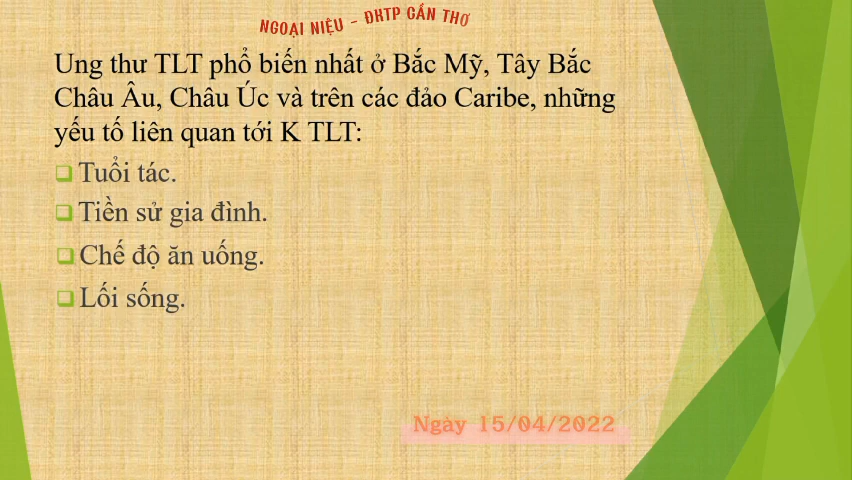 NGOẠI NIỆU - ĐHTP CẦN THƠ
Ung thư TLT phổ biến nhất ở Bắc Mỹ, Tây Bắc
Châu Âu, Châu Úc và trên các đảo Caribe, những
yếu tố liên quan tới K TLT:
Tuổi tác.
Tiền sử gia đình.
Chế độ ăn uống.
Lối sống.
Ngày 15/04/2022